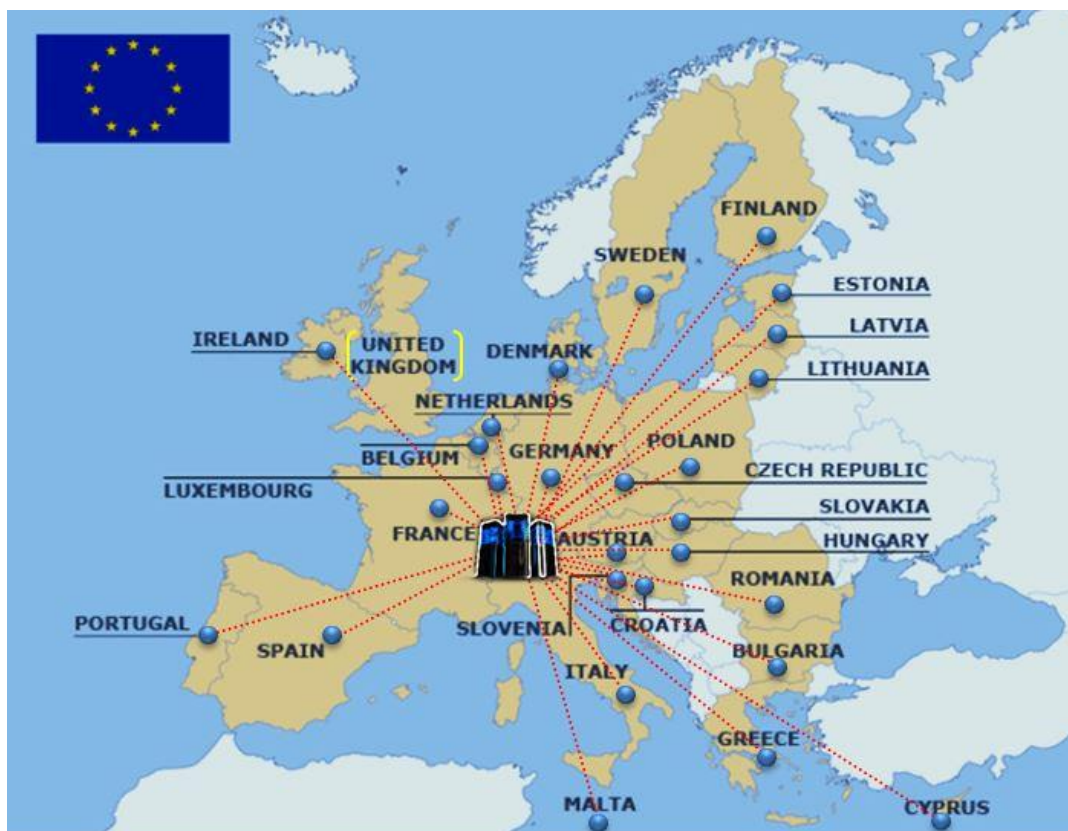 FINLAND
SWEDEN
ESTONIA
IRELAND
UNITED
KINGDOM
DENMARK
LATVIA
LITHUANIA
NETHERLANDS
BELGIUM
GERMANY
POLAND
CZECH REPUBLIC
LUXEMBOURG
SLOVAKIA
FRANCE
AUSTRIA
HUNGARY
ROMANIA
PORTUGAL
SPAIN
SLOVENIA
CROATIA
BULGARIA
ITALY
GREECE
MALTA
CYPRUS